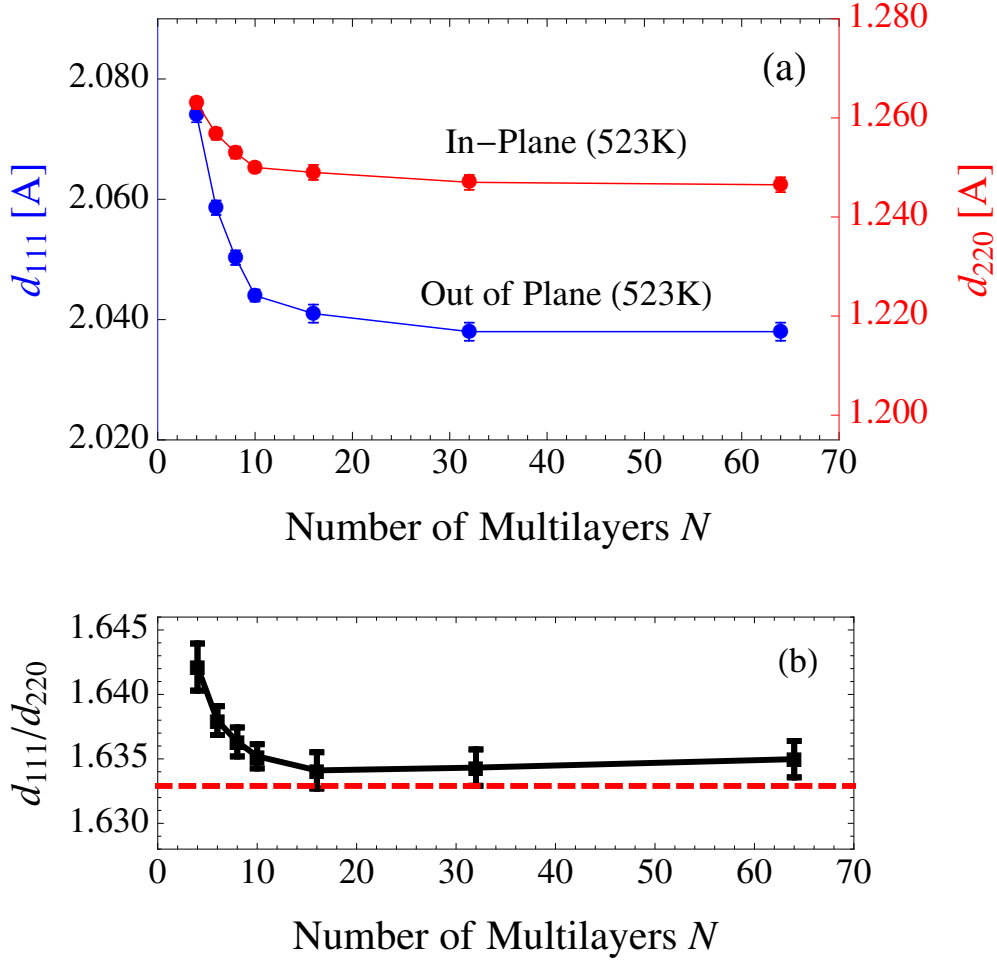 (a)
2.080
2.060
2.040
2.020
d111 [A]
1.280
1.260
1.240
1.220
1.200
d220 [A]
In-Plane (523K)
Out of Plane (523K)
0 10 20 30 40 50 60 70
Number of Multilayers N
(b)
1.645
1.640
1.635
1.630
d111/d220
0 10 20 30 40 50 60 70
Number of Multilayers N